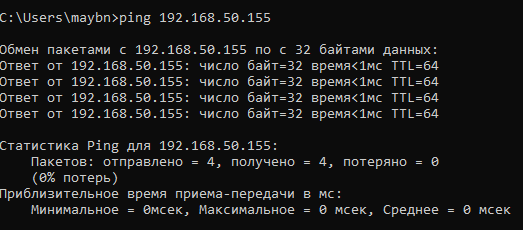 C:\Users\maybn>ping 192.168.50.155
Обмен пакетами с 192.168.50.155 по с 32 байтами данных:
Ответ от 192.168.50.155: число байт=32 время<1мс TTL=64
Ответ от 192.168.50.155: число байт=32 время<1мс TTL=64
Ответ от 192.168.50.155: число байт=32 время<1мс TTL=64
Ответ от 192.168.50.155: число байт=32 время<1мс TTL=64
Статистика Ping для 192.168.50.155:
Пакетов: отправлено = 4, получено = 4, потеряно = 0
(0% потерь)
Приблизительное время приема-передачи в мс:
Минимальное = 0мсек, Максимальное = 0 мсек, Среднее = 0 мсек